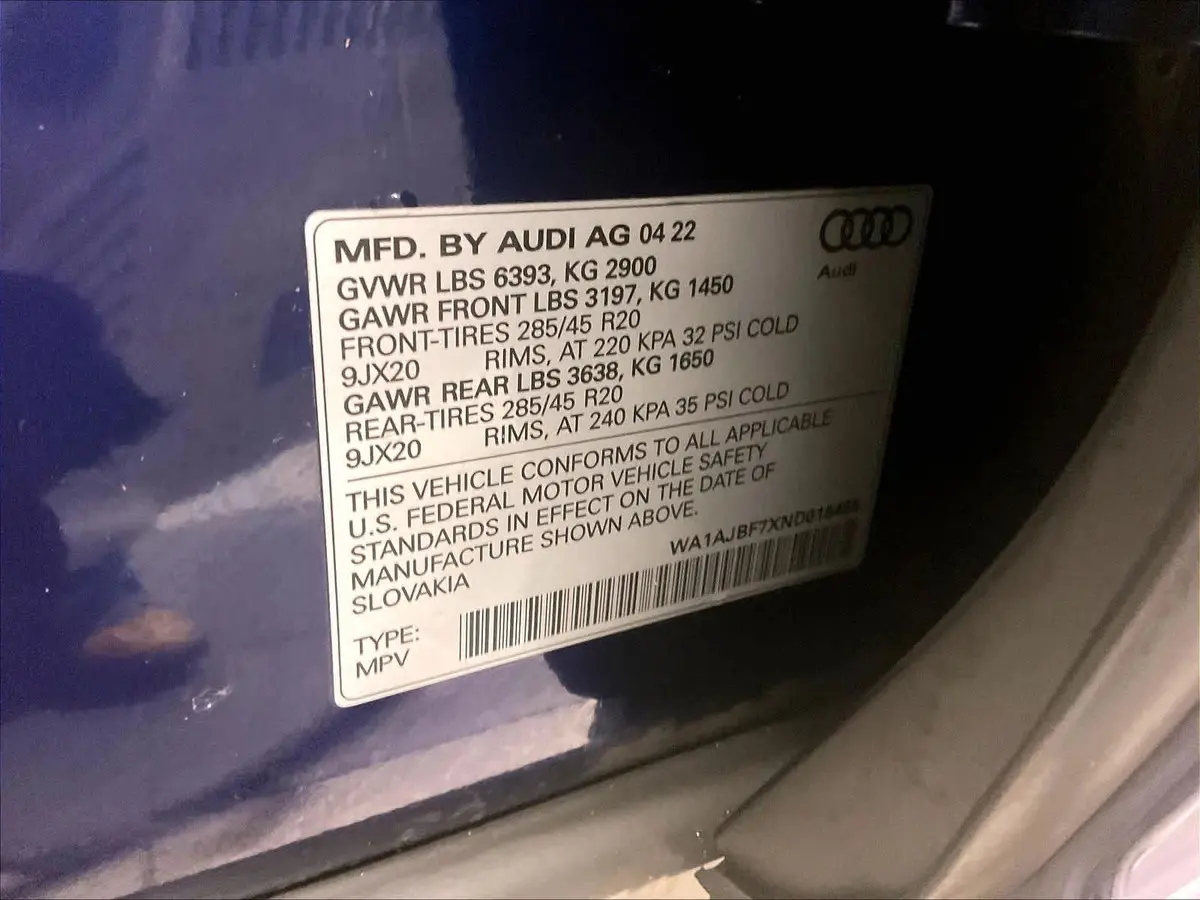 MFD. BY AUDI AG 04 22
Audi
GVWR LBS 6393, KG 2900
GAWR FRONT LBS 3197, KG 1450
FRONT-TIRES 285/45 R20
9JX20 RIMS, AT 220 KPA 32 PSI COLD
GAWR REAR LBS 3638, KG 1650
REAR-TIRES 285/45 R20
9JX20 RIMS, AT 240 KPA 35 PSI COLD
THIS VEHICLE CONFORMS TO ALL APPLICABLE
U.S. FEDERAL MOTOR VEHICLE SAFETY
STANDARDS IN EFFECT ON THE DATE OF
MANUFACTURE SHOWN ABOVE.
SLOVAKIA
TYPE:
MPV